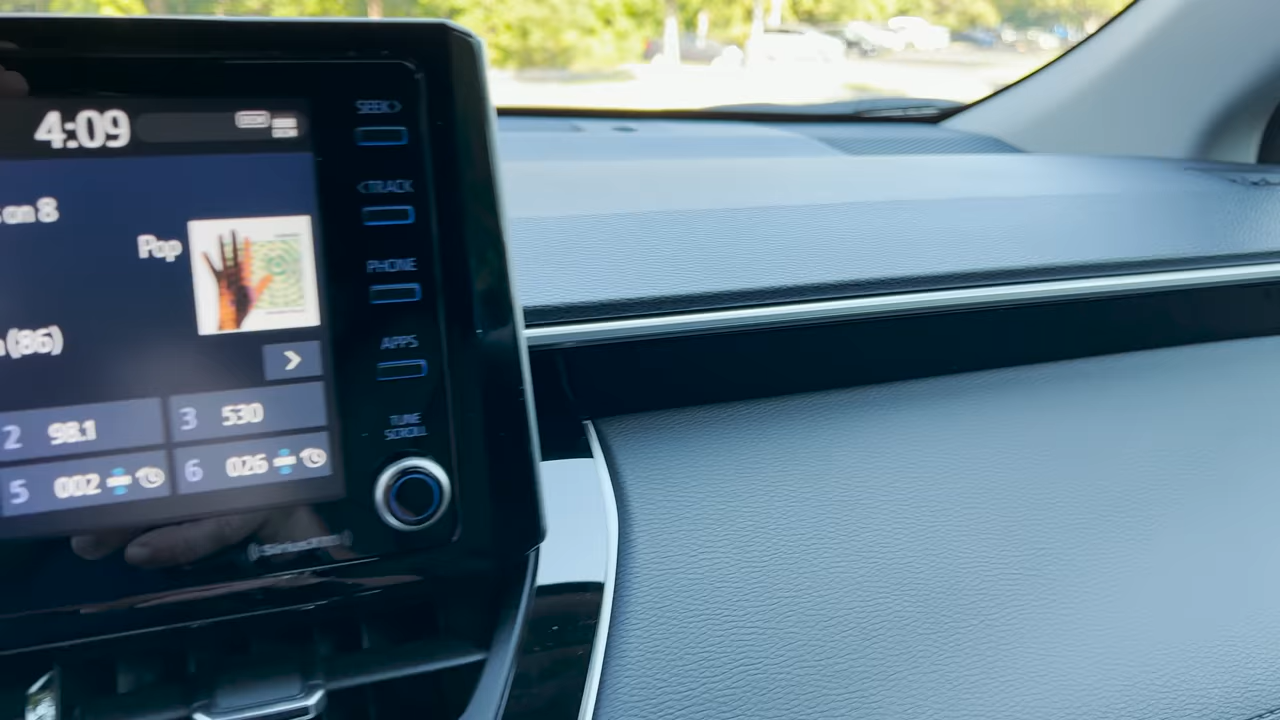 4:09
SEEK>
<TRACK
on 8
Pop
PHONE
(86)
APPS
>
2 98.1
3 530
TUNE
SCROLL
5 002
6 026
siriusxm